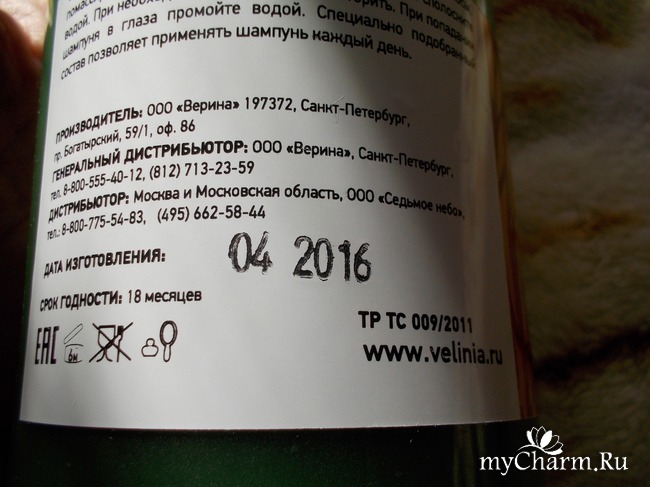 водой. При
шампуня в глаза промойте водой. Специально подобранный
состав позволяет применять шампунь каждый день.
ПРОИЗВОДИТЕЛЬ: ООО «Верина» 197372, Санкт-Петербург,
пр. Богатырский, 59/1, оф. 86
ГЕНЕРАЛЬНЫЙ ДИСТРИБЬЮТОР: ООО «Верина», Санкт-Петербург,
тел. 8-800-555-40-12, (812) 713-23-59
ДИСТРИБЬЮТОР: Москва и Московская область, ООО «Седьмое небо»,
тел.: 8-800-775-54-83, (495) 662-58-44
ДАТА ИЗГОТОВЛЕНИЯ: 04 2016
СРОК ГОДНОСТИ: 18 месяцев
ТР ТС 009/2011
EAC 6м www.velinia.ru
myCharm.Ru